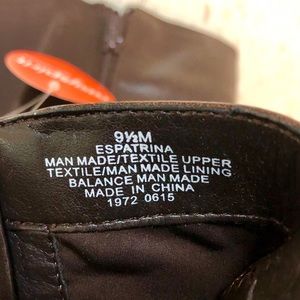 9½M
ESPATRINA
MAN MADE/TEXTILE UPPER
TEXTILE/MAN MADE LINING
BALANCE MAN MADE
MADE IN CHINA
1972 0615